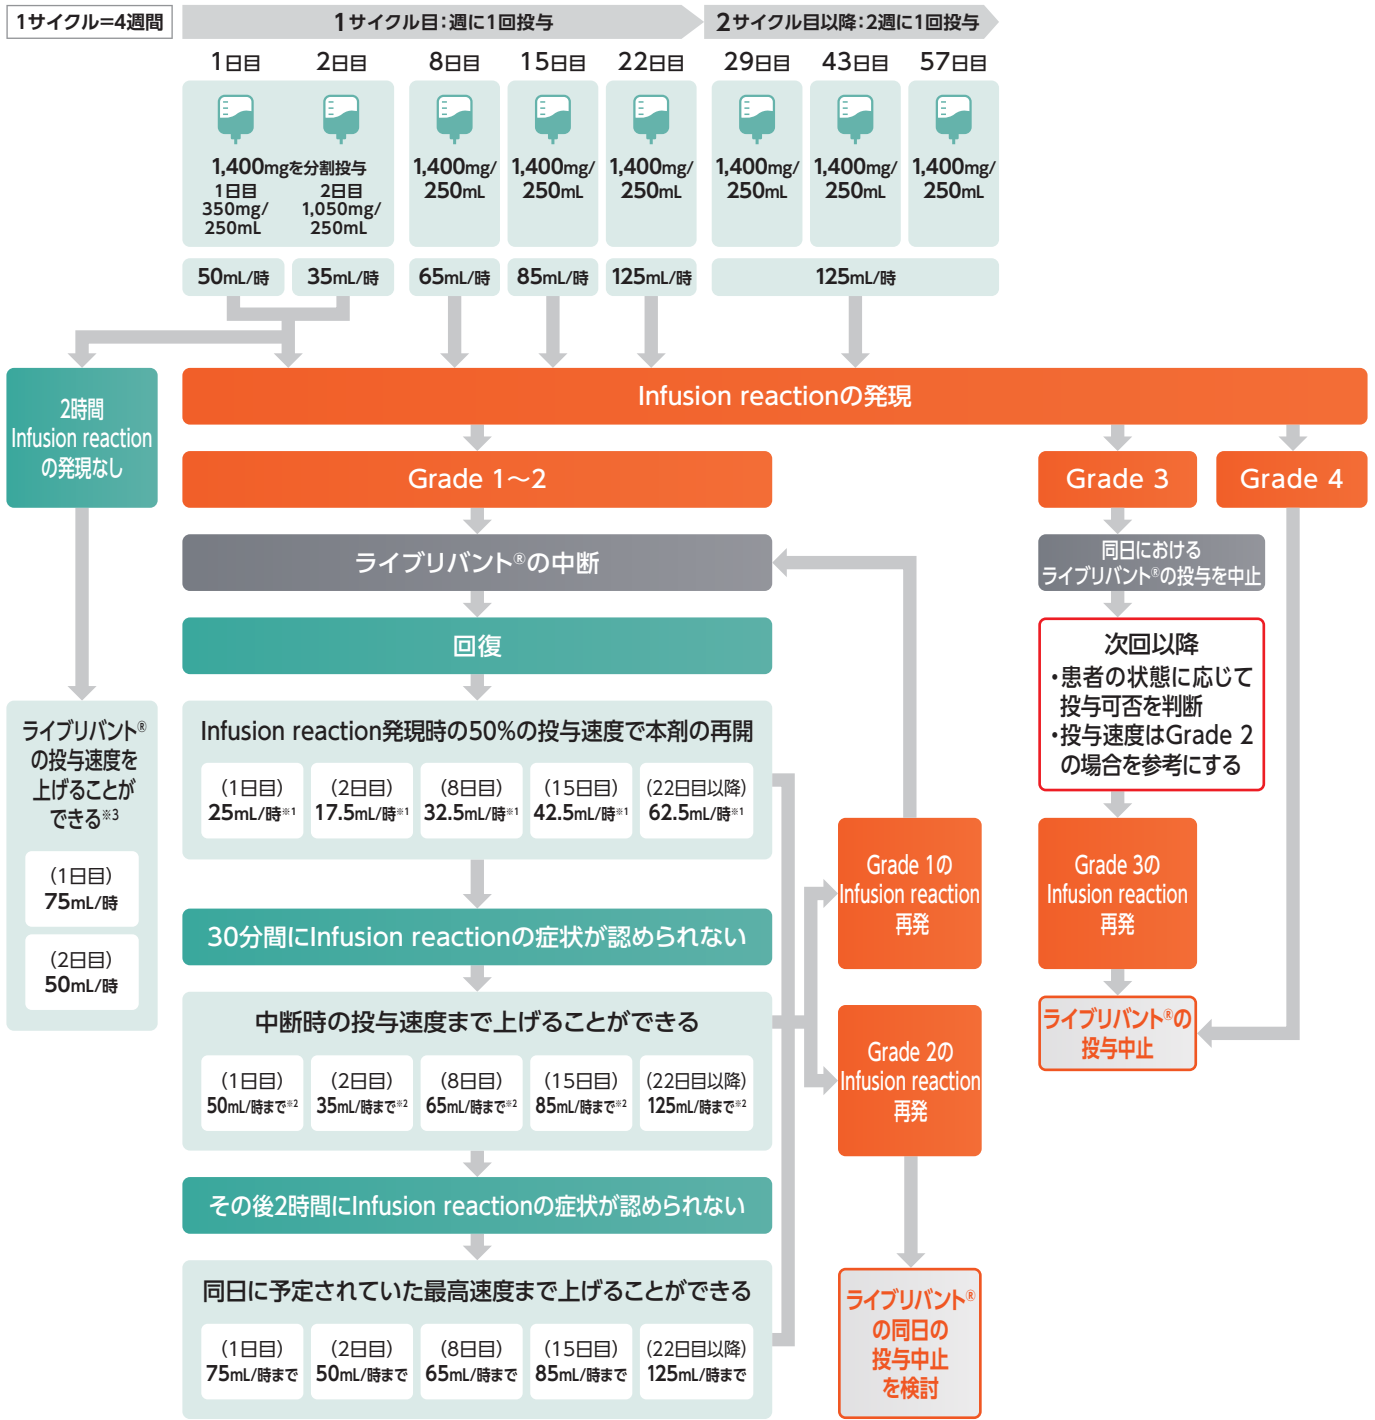 1サイクル=4週間
1サイクル目：週に1回投与
2サイクル目以降：2週に1回投与
1日目
2日目
8日目
15日目
22日目
29日目
43日目
57日目
1,400mgを分割投与
1日目
350mg/
250mL
2日目
1,050mg/
250mL
1,400mg/
250mL
1,400mg/
250mL
1,400mg/
250mL
1,400mg/
250mL
1,400mg/
250mL
1,400mg/
250mL
50mL/時
35mL/時
65mL/時
85mL/時
125mL/時
125mL/時
2時間
Infusion reaction
の発現なし
Infusion reactionの発現
Grade 1～2
Grade 3
Grade 4
ライブリバント®の中断
同日における
ライブリバント®の投与を中止
回復
次回以降
・患者の状態に応じて
投与可否を判断
・投与速度はGrade 2
の場合を参考にする
ライブリバント®
の投与速度を
上げることが
できる※3
(1日目)
75mL/時
(2日目)
50mL/時
Infusion reaction発現時の50%の投与速度で本剤の再開
(1日目)
25mL/時※1
(2日目)
17.5mL/時※1
(8日目)
32.5mL/時※1
(15日目)
42.5mL/時※1
(22日目以降)
62.5mL/時※1
Grade 1の
Infusion reaction
再発
Grade 3の
Infusion reaction
再発
30分間にInfusion reactionの症状が認められない
中断時の投与速度まで上げることができる
(1日目)
50mL/時まで※2
(2日目)
35mL/時まで※2
(8日目)
65mL/時まで※2
(15日目)
85mL/時まで※2
(22日目以降)
125mL/時まで※2
Grade 2の
Infusion reaction
再発
ライブリバント®の
投与中止
その後2時間にInfusion reactionの症状が認められない
同日に予定されていた最高速度まで上げることができる
(1日目)
75mL/時まで
(2日目)
50mL/時まで
(8日目)
65mL/時まで
(15日目)
85mL/時まで
(22日目以降)
125mL/時まで
ライブリバント®
の同日の
投与中止
を検討